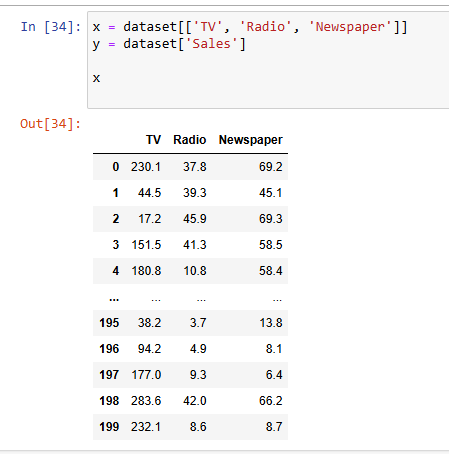 In [34]: x = dataset[['TV', 'Radio', 'Newspaper']]
y = dataset['Sales']
x
Out[34]:
TV Radio Newspaper
0 230.1 37.8 69.2
1 44.5 39.3 45.1
2 17.2 45.9 69.3
3 151.5 41.3 58.5
4 180.8 10.8 58.4
... ... ... ...
195 38.2 3.7 13.8
196 94.2 4.9 8.1
197 177.0 9.3 6.4
198 283.6 42.0 66.2
199 232.1 8.6 8.7